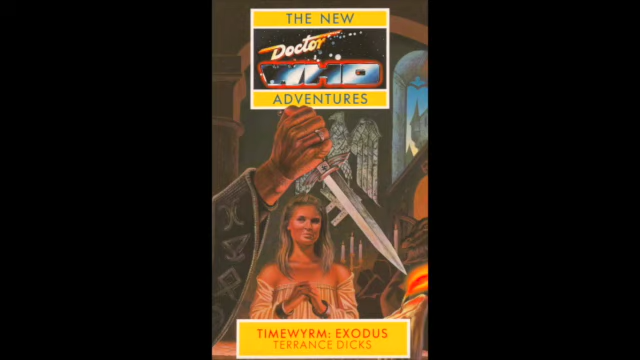 THE NEW
Doctor
WHO
ADVENTURES
TIMEWYRM: EXODUS
TERRANCE DICKS